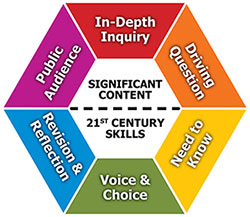 In-Depth
Inquiry
Driving
Question
Need to
Know
Voice &
Choice
Revision &
Reflection
Public
Audience
SIGNIFICANT
CONTENT
21ST CENTURY
SKILLS